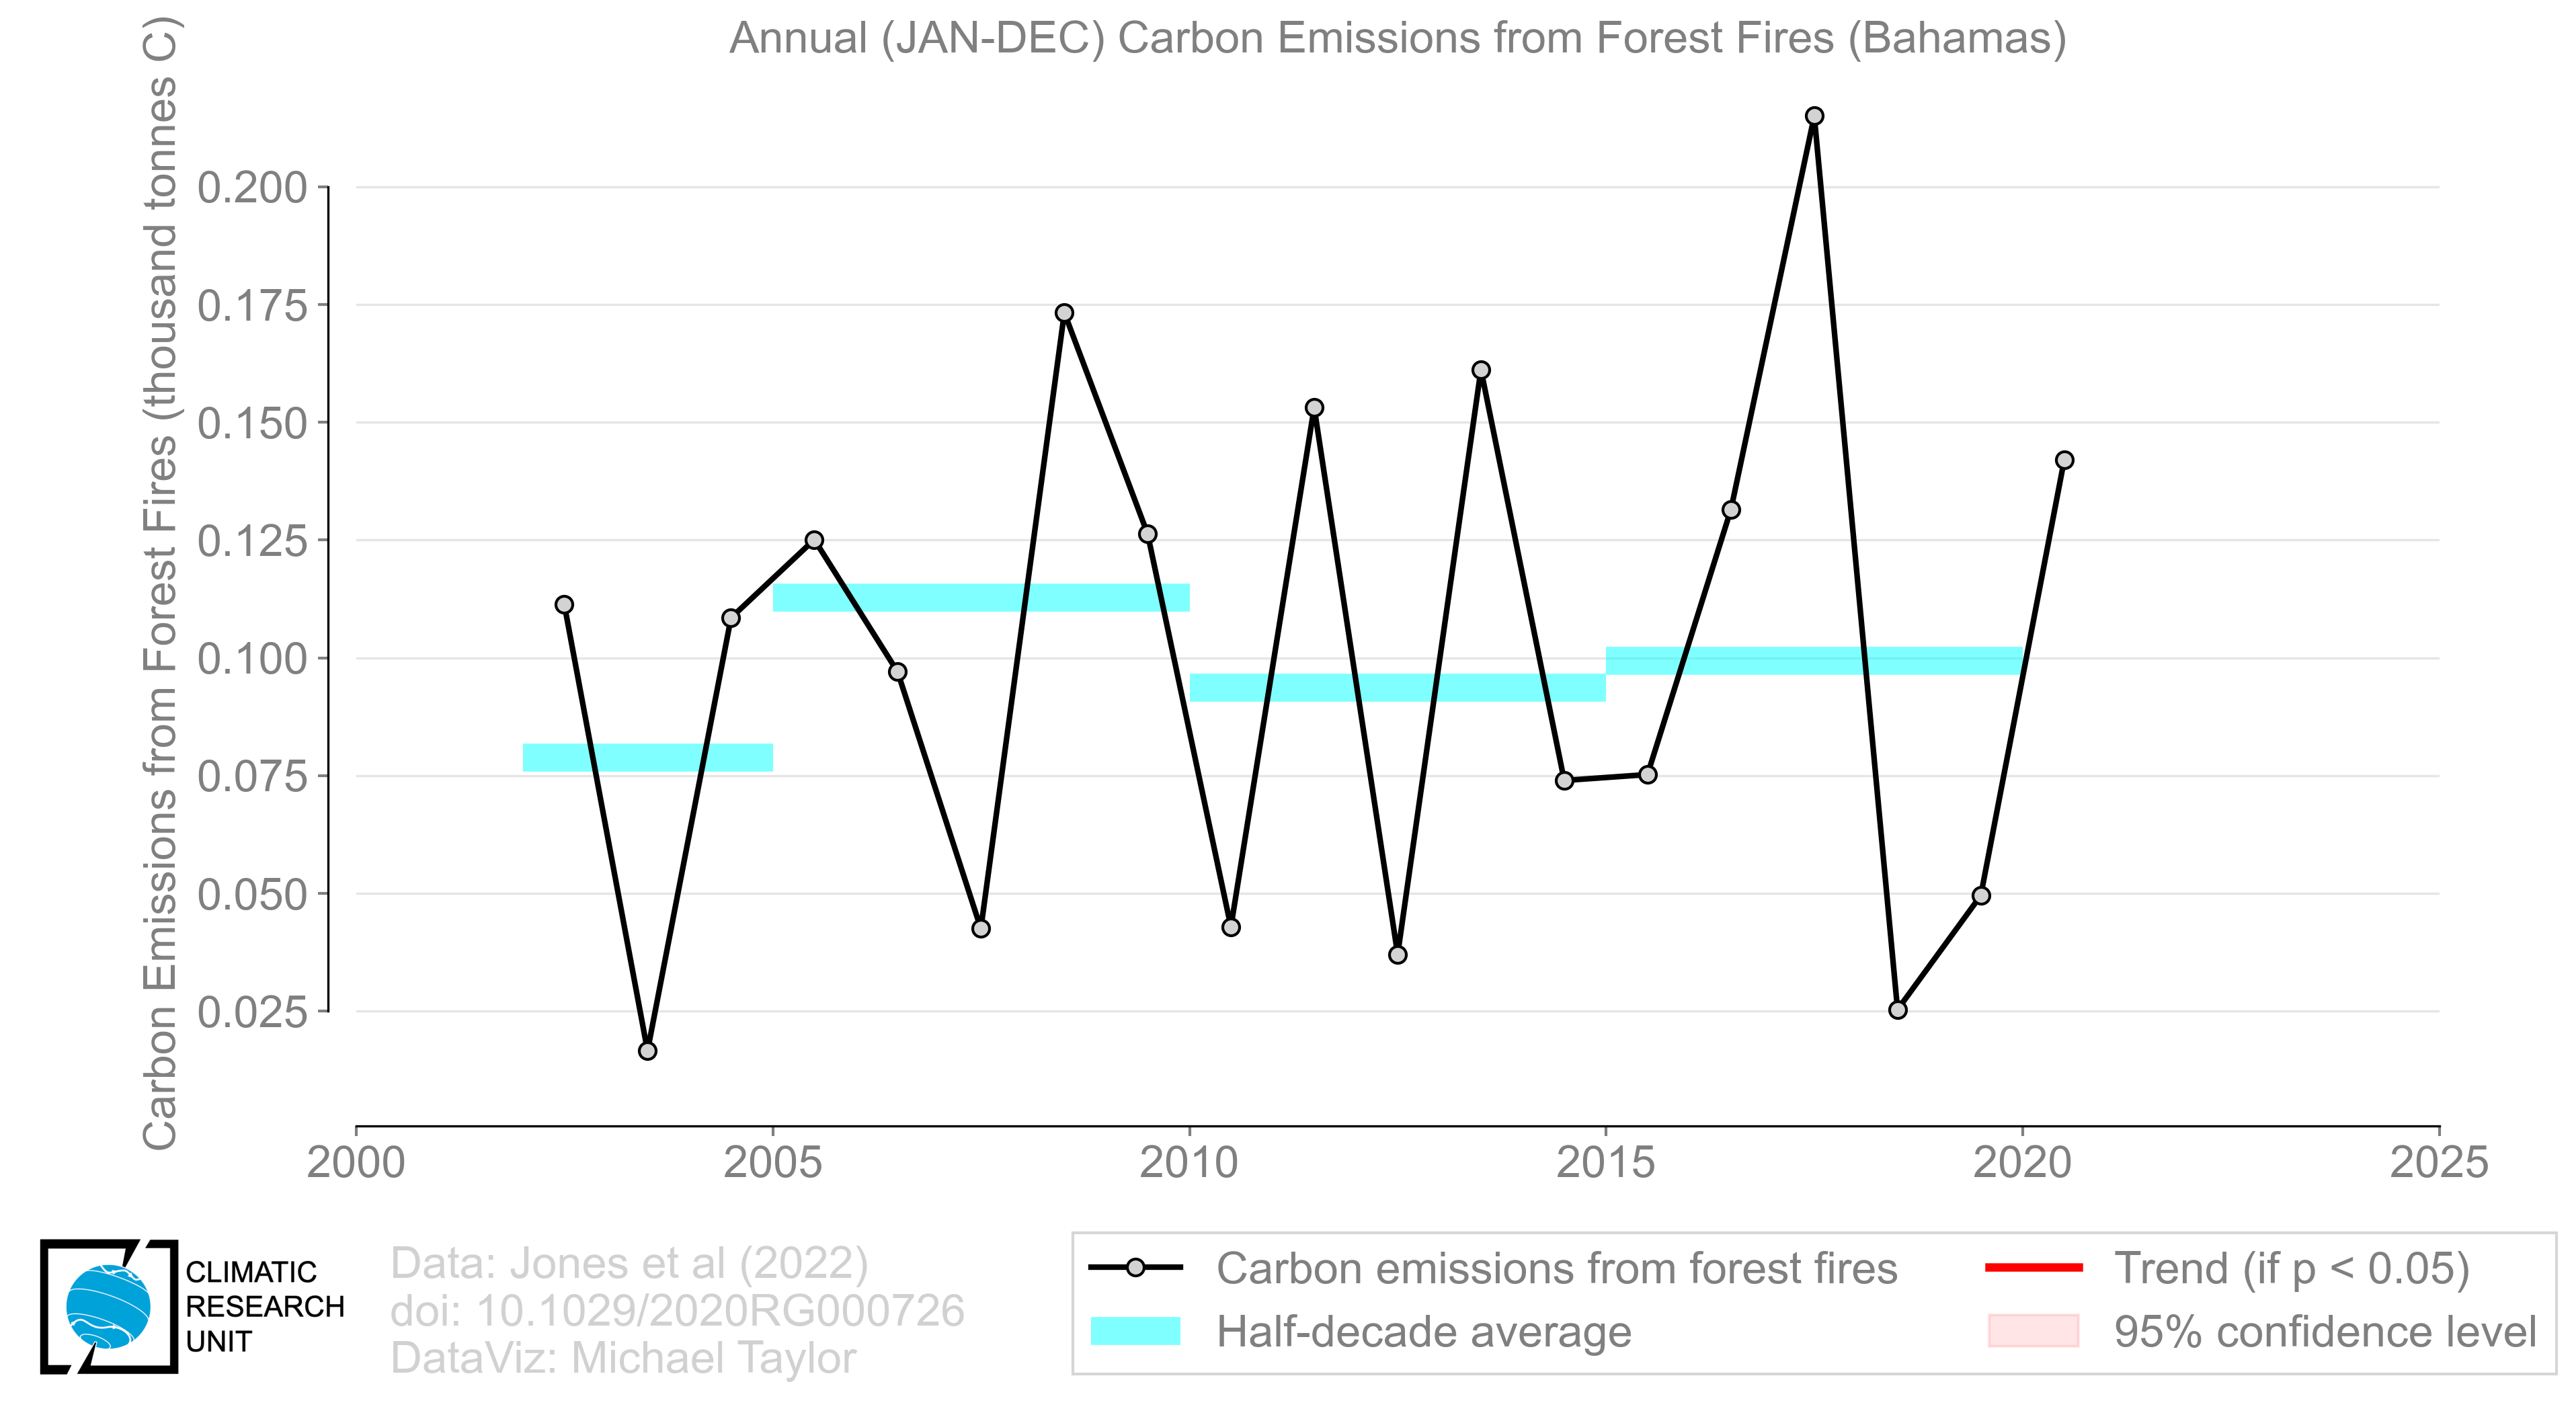 Annual (JAN-DEC) Carbon Emissions from Forest Fires (Bahamas)
Carbon Emissions from Forest Fires (thousand tonnes C)
0.200
0.175
0.150
0.125
0.100
0.075
0.050
0.025
2000 2005 2010 2015 2020 2025
CLIMATIC
RESEARCH
UNIT
Data: Jones et al (2022)
doi: 10.1029/2020RG000726
DataViz: Michael Taylor
Carbon emissions from forest fires
Half-decade average
Trend (if p < 0.05)
95% confidence level